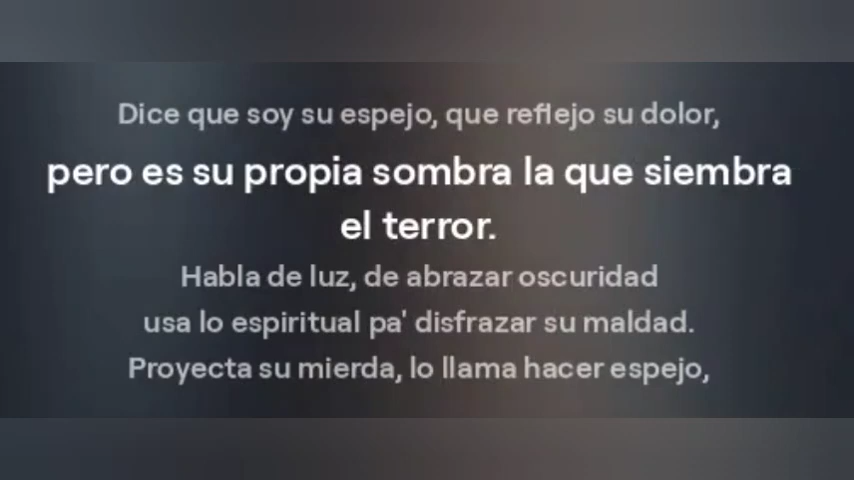 Dice que soy su espejo, que reflejo su dolor,
pero es su propia sombra la que siembra
el terror.
Habla de luz, de abrazar oscuridad
usa lo espiritual pa' disfrazar su maldad.
Proyecta su mierda, lo llama hacer espejo,